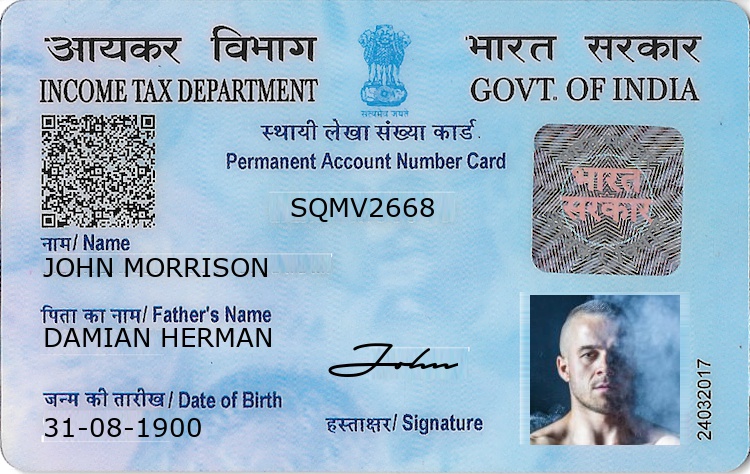 आयकर विभाग
INCOME TAX DEPARTMENT
सत्यमेव जयते
भारत सरकार
GOVT. OF INDIA
स्थायी लेखा संख्या कार्ड
Permanent Account Number Card
SQMV2668
भारत
सरकार
नाम/ Name
JOHN MORRISON
पिता का नाम/ Father's Name
DAMIAN HERMAN
जन्म की तारीख/ Date of Birth
31-08-1900
John
हस्ताक्षर/ Signature
24032017